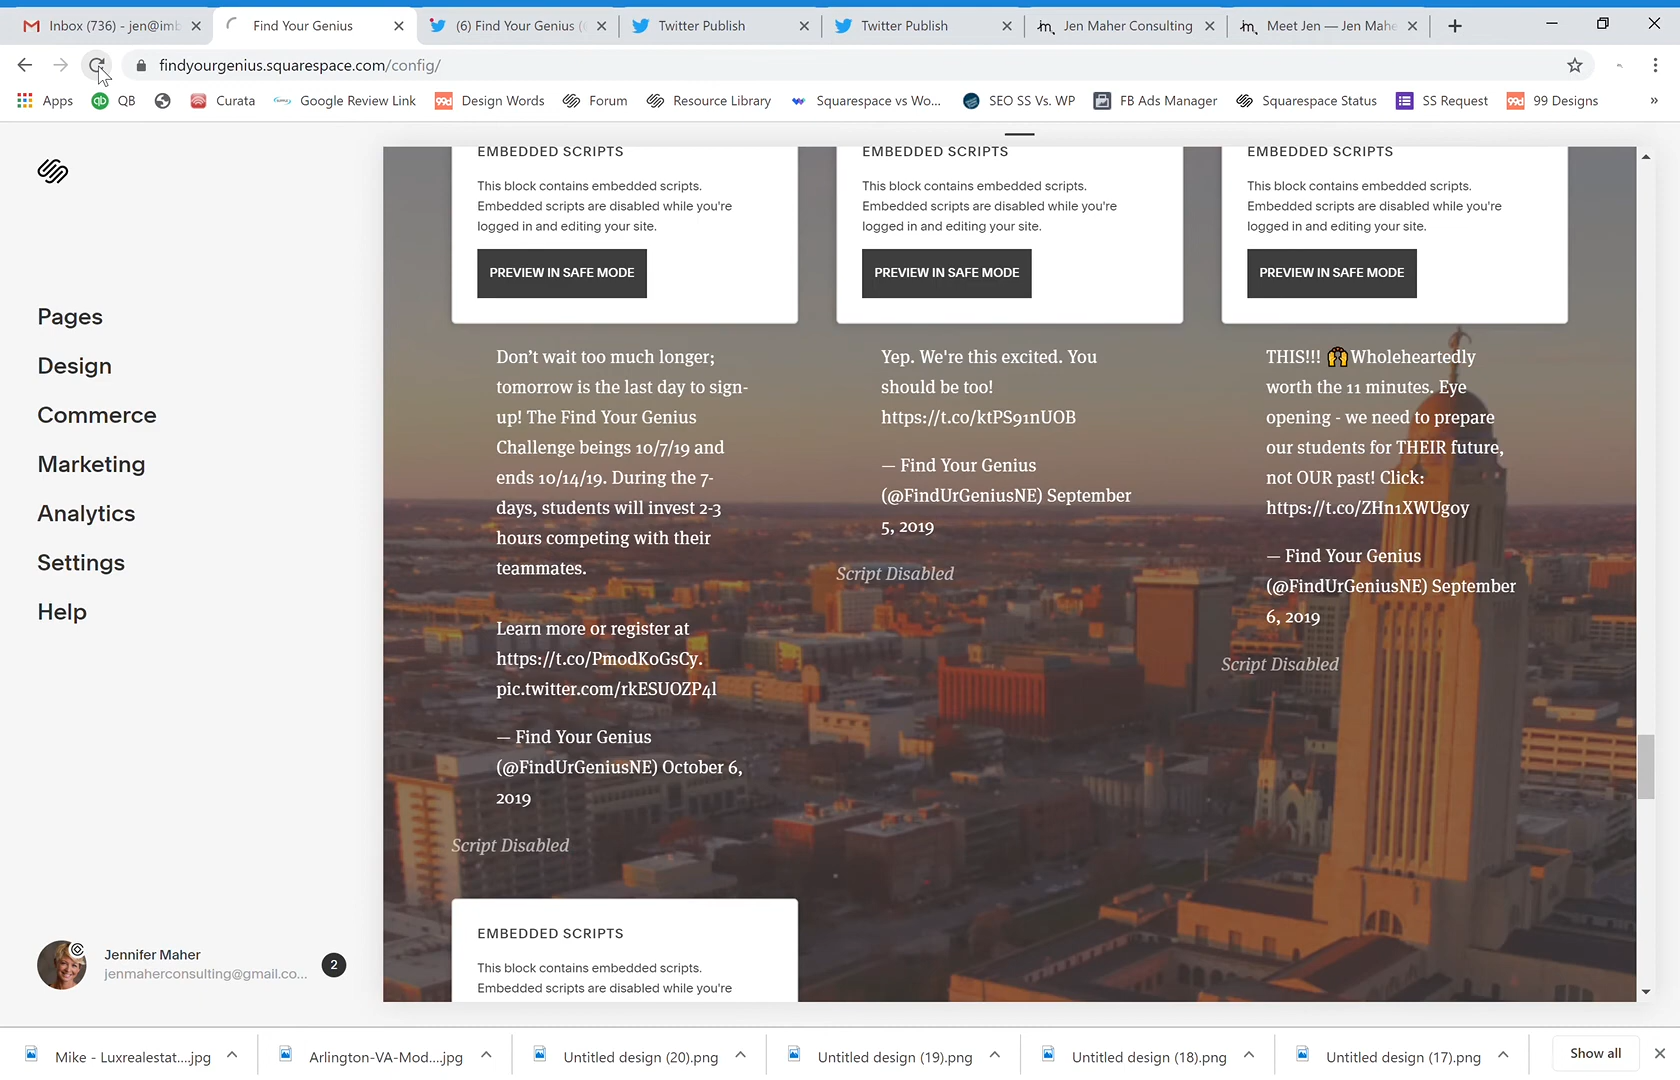 Inbox (736) - jen@imb
Find Your Genius
(6) Find Your Genius (
Twitter Publish
Twitter Publish
Jen Maher Consulting
Meet Jen — Jen Mahe
findyourgenius.squarespace.com/config/
Apps
QB
Curata
Google Review Link
99d
Design Words
Forum
Resource Library
Squarespace vs Wo...
SEO SS Vs. WP
FB Ads Manager
Squarespace Status
SS Request
99d
99 Designs
»
Pages
Design
Commerce
Marketing
Analytics
Settings
Help
Jennifer Maher
jenmaherconsulting@gmail.co...
2
EMBEDDED SCRIPTS
This block contains embedded scripts.
Embedded scripts are disabled while you're
logged in and editing your site.
PREVIEW IN SAFE MODE
Don’t wait too much longer;
tomorrow is the last day to sign-
up! The Find Your Genius
Challenge beings 10/7/19 and
ends 10/14/19. During the 7-
days, students will invest 2-3
hours competing with their
teammates.
Learn more or register at
https://t.co/PmodKoGsCy.
pic.twitter.com/rkESUOZP4l
— Find Your Genius
(@FindUrGeniusNE) October 6,
2019
Script Disabled
EMBEDDED SCRIPTS
This block contains embedded scripts.
Embedded scripts are disabled while you're
EMBEDDED SCRIPTS
This block contains embedded scripts.
Embedded scripts are disabled while you're
logged in and editing your site.
PREVIEW IN SAFE MODE
Yep. We're this excited. You
should be too!
https://t.co/ktPS91nUOB
— Find Your Genius
(@FindUrGeniusNE) September
5, 2019
Script Disabled
EMBEDDED SCRIPTS
This block contains embedded scripts.
Embedded scripts are disabled while you're
logged in and editing your site.
PREVIEW IN SAFE MODE
THIS!!! 🙌Wholeheartedly
worth the 11 minutes. Eye
opening - we need to prepare
our students for THEIR future,
not OUR past! Click:
https://t.co/ZHn1XWUgoy
— Find Your Genius
(@FindUrGeniusNE) September
6, 2019
Script Disabled
Mike - Luxrealestat....jpg
Arlington-VA-Mod....jpg
Untitled design (20).png
Untitled design (19).png
Untitled design (18).png
Untitled design (17).png
Show all